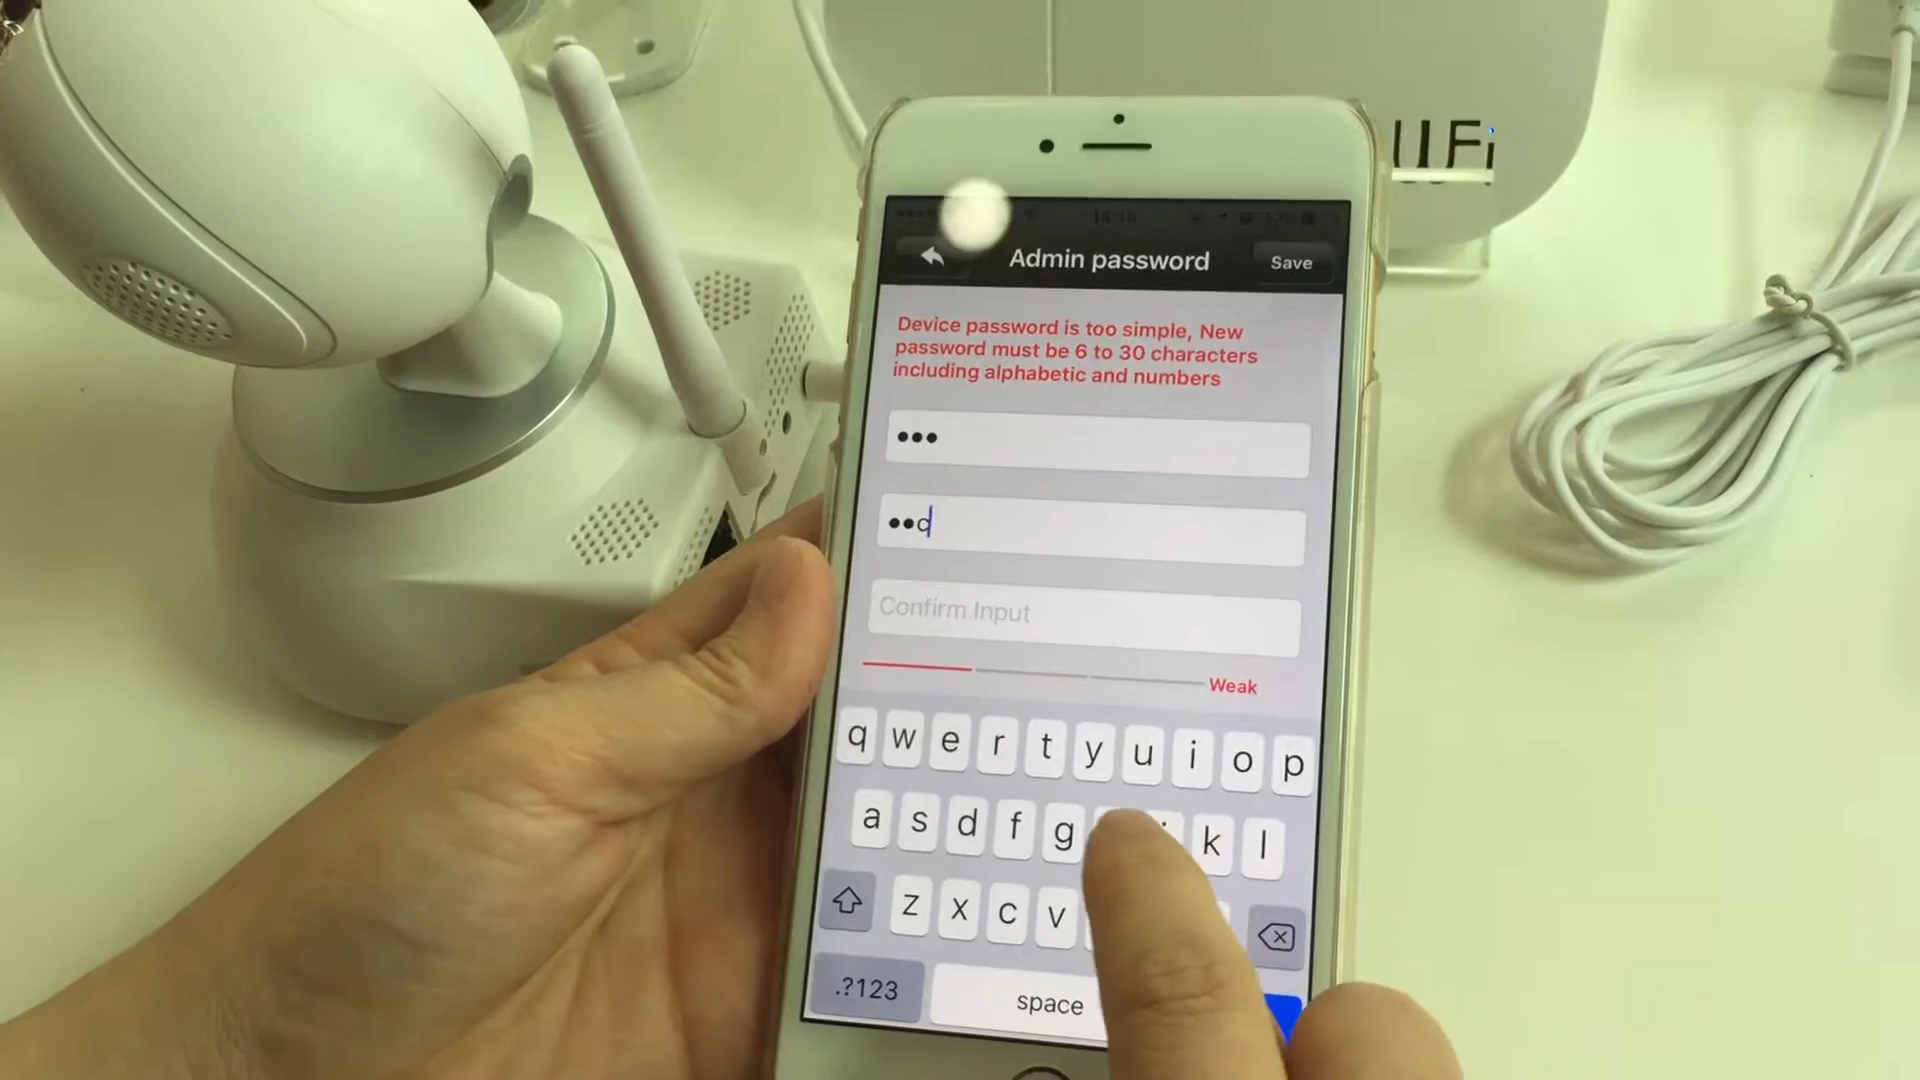 UFi
Admin password
Save
Device password is too simple, New
password must be 6 to 30 characters
including alphabetic and numbers
•••
••c
Confirm Input
Weak
q w e r t y u i o p
a s d f g k l
z x c v
.?123 space